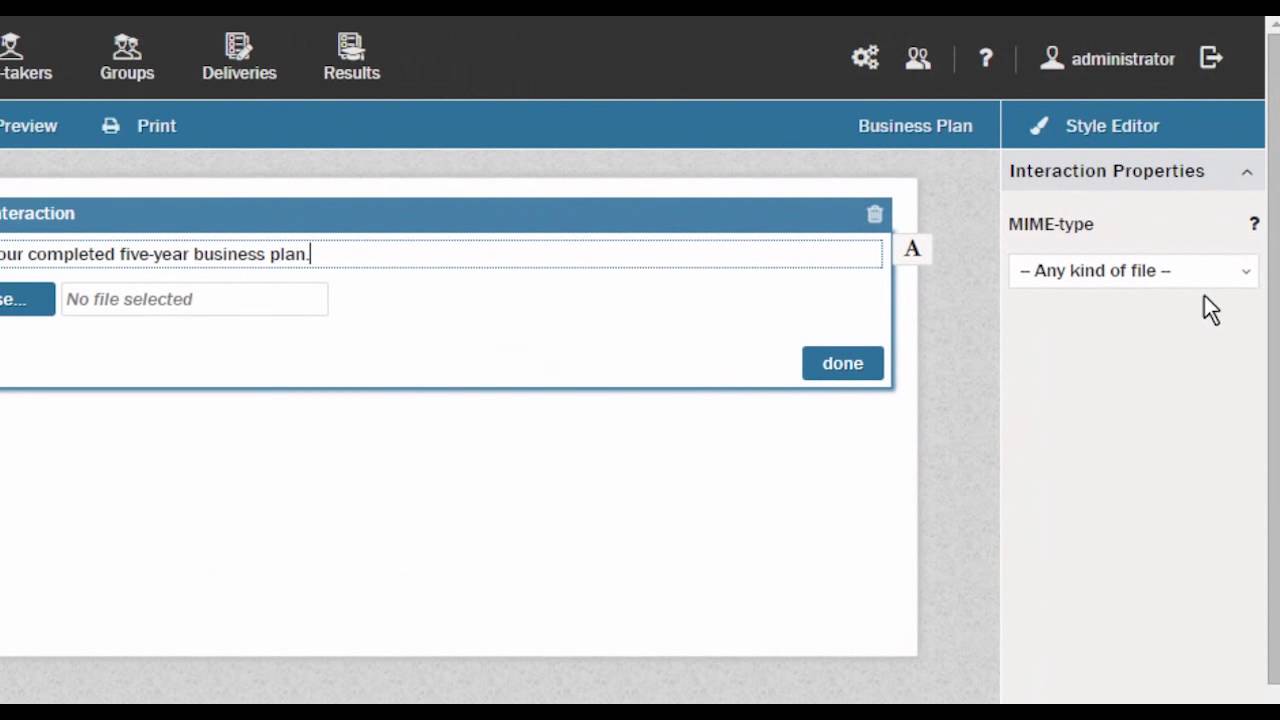 -takers Groups Deliveries Results ? administrator
Preview Print Business Plan Style Editor
Interaction Properties
nteraction
MIME-type ?
our completed five-year business plan. A
– Any kind of file –
se... No file selected
done